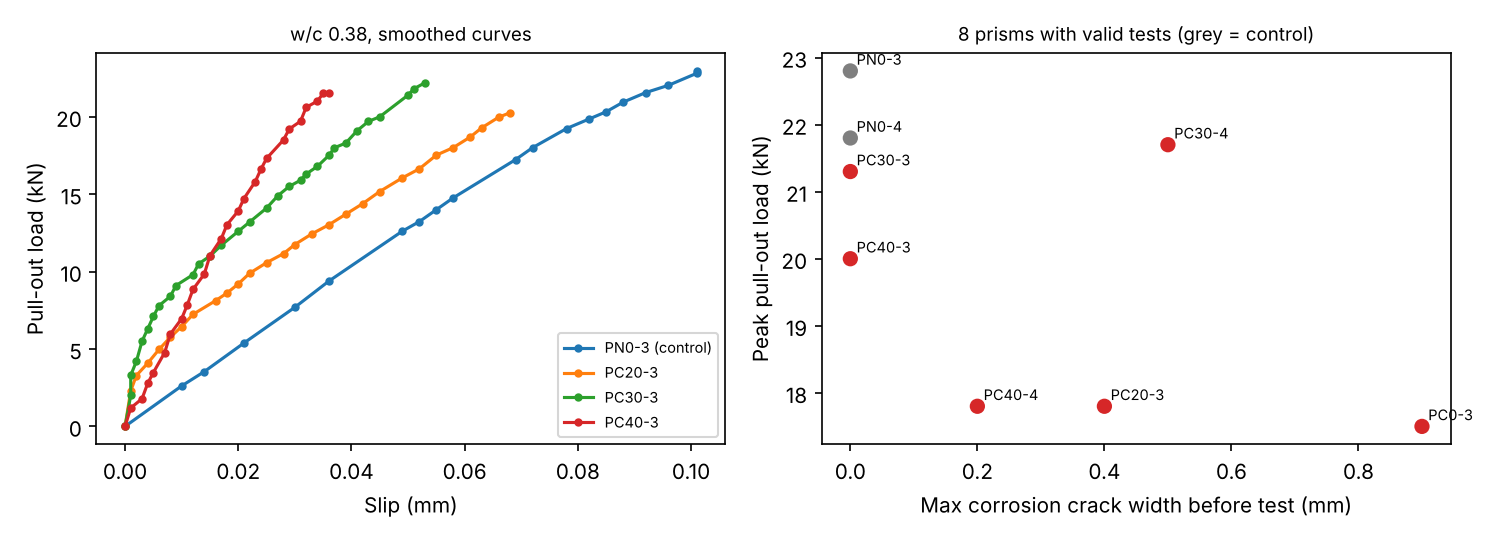 w/c 0.38, smoothed curves
Pull-out load (kN)
20
15
10
5
0
0.00 0.02 0.04 0.06 0.08 0.10
Slip (mm)
PN0-3 (control)
PC20-3
PC30-3
PC40-3
8 prisms with valid tests (grey = control)
Peak pull-out load (kN)
23
22
21
20
19
18
PN0-3
PN0-4
PC30-3
PC30-4
PC40-3
PC40-4
PC20-3
PC0-3
0.0 0.2 0.4 0.6 0.8
Max corrosion crack width before test (mm)